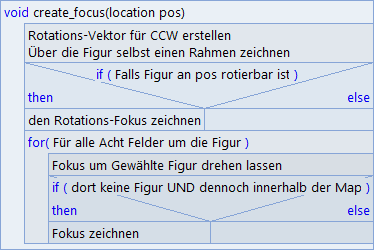 void create_focus(location pos)
Rotations-Vektor für CCW erstellen
Über die Figur selbst einen Rahmen zeichnen
if ( Falls Figur an pos rotierbar ist )
then else
den Rotations-Fokus zeichnen
for( Für alle Acht Felder um die Figur )
Fokus um Gewählte Figur drehen lassen
if ( dort keine Figur UND dennoch innerhalb der Map )
then else
Fokus zeichnen